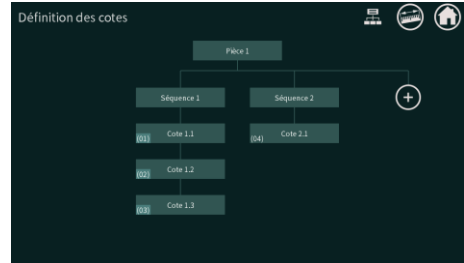 Définition des cotes
Pièce 1
Séquence 1
Séquence 2
(01) Cote 1.1
(04) Cote 2.1
(02) Cote 1.2
(03) Cote 1.3